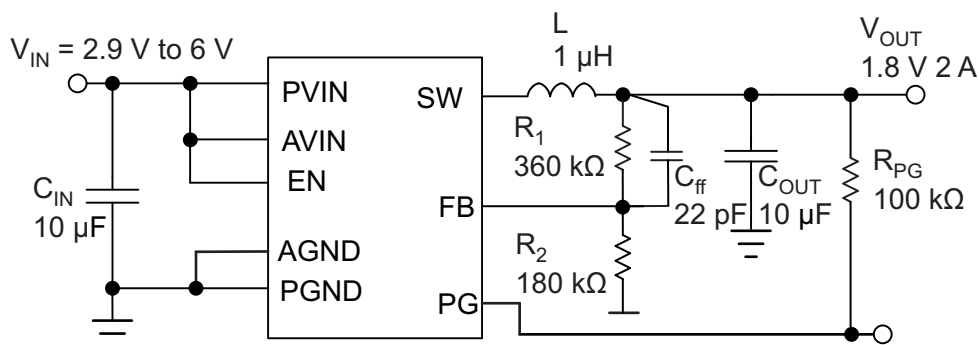 V_IN = 2.9 V to 6 V
L
1 µH
V_OUT
1.8 V 2 A
PVIN
AVIN
EN
AGND
PGND
SW
FB
PG
C_IN
10 µF
R_1
360 kΩ
C_ff
22 pF
C_OUT
10 µF
R_PG
100 kΩ
R_2
180 kΩ